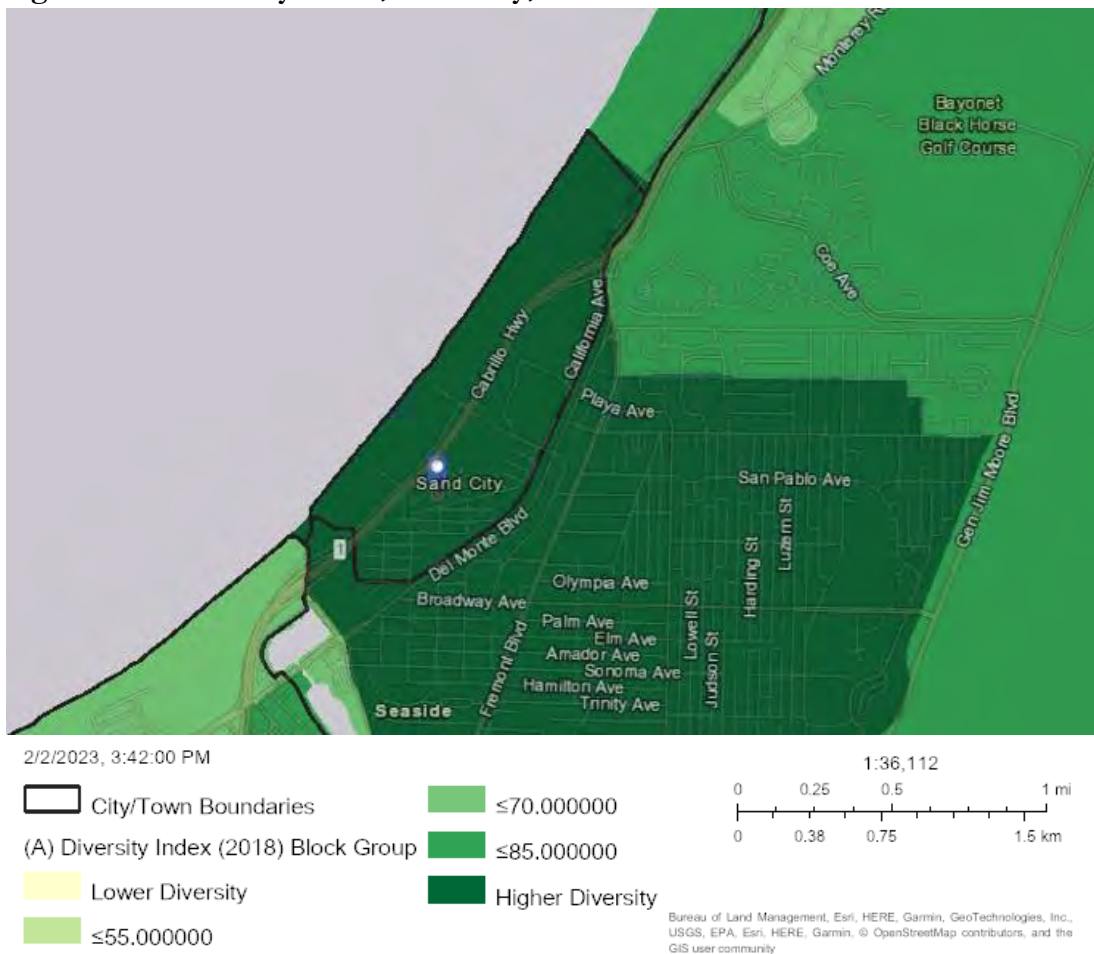 Monterey
Bayonet
Black Horse
Golf Course
Coe Ave
Cabrillo Hwy
California Ave
Playa Ave
Sand City
San Pablo Ave
Gen Jim Moore Blvd
Luzern St
Harding St
1
Del Monte Blvd
Olympia Ave
Broadway Ave
Lowell St
Palm Ave
Elm Ave
Amador Ave
Sonoma Ave
Judson St
Hamilton Ave
Trinity Ave
Fremont Blvd
Seaside
2/2/2023, 3:42:00 PM
City/Town Boundaries
(A) Diversity Index (2018) Block Group
Lower Diversity
≤55.000000
≤70.000000
≤85.000000
Higher Diversity
1:36,112
0 0.25 0.5 1 mi
0 0.38 0.75 1.5 km
Bureau of Land Management, Esri, HERE, Garmin, GeoTechnologies, Inc.,
USGS, EPA, Esri, HERE, Garmin, © OpenStreetMap contributors, and the
GIS user community